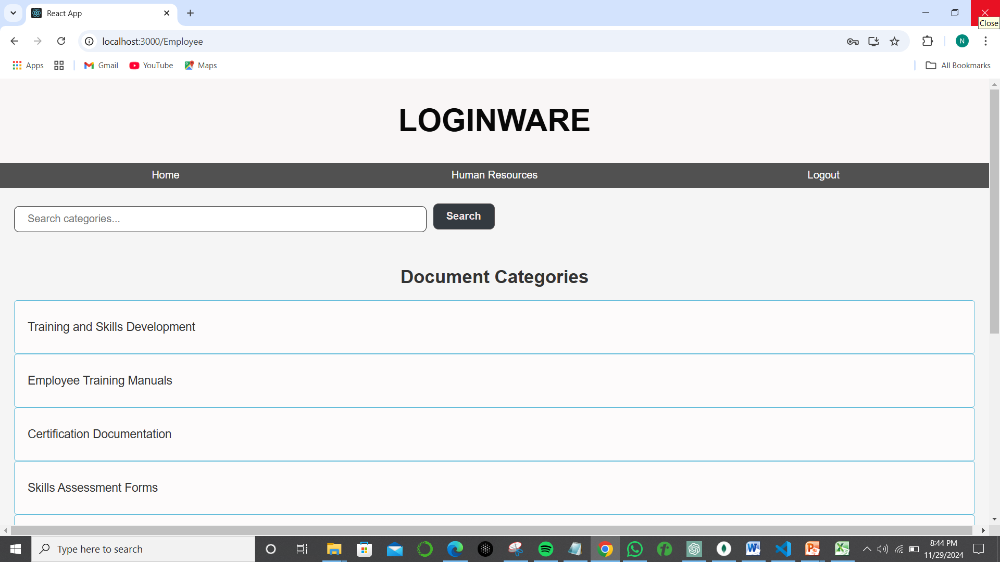 React App
Close
localhost:3000/Employee
N
Apps
Gmail
YouTube
Maps
All Bookmarks
LOGINWARE
Home
Human Resources
Logout
Search categories...
Search
Document Categories
Training and Skills Development
Employee Training Manuals
Certification Documentation
Skills Assessment Forms
Type here to search
8:44 PM
11/29/2024